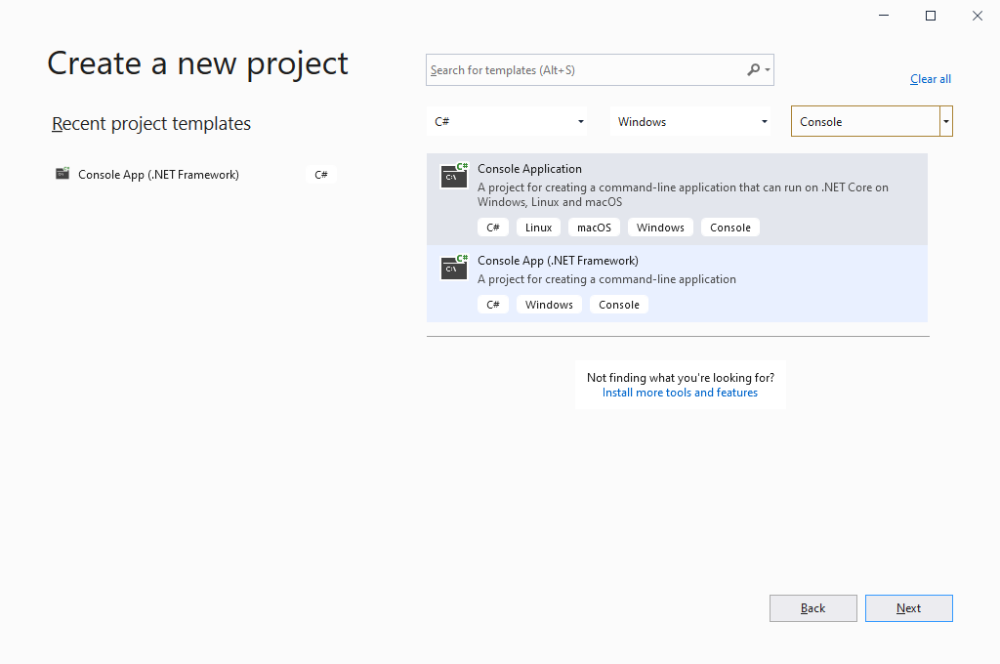 Create a new project
Search for templates (Alt+S)
Clear all
Recent project templates
C#
Windows
Console
Console App (.NET Framework)
C#
C#
C:\
Console Application
A project for creating a command-line application that can run on .NET Core on
Windows, Linux and macOS
C# Linux macOS Windows Console
C#
C:\
Console App (.NET Framework)
A project for creating a command-line application
C# Windows Console
Not finding what you're looking for?
Install more tools and features
Back
Next